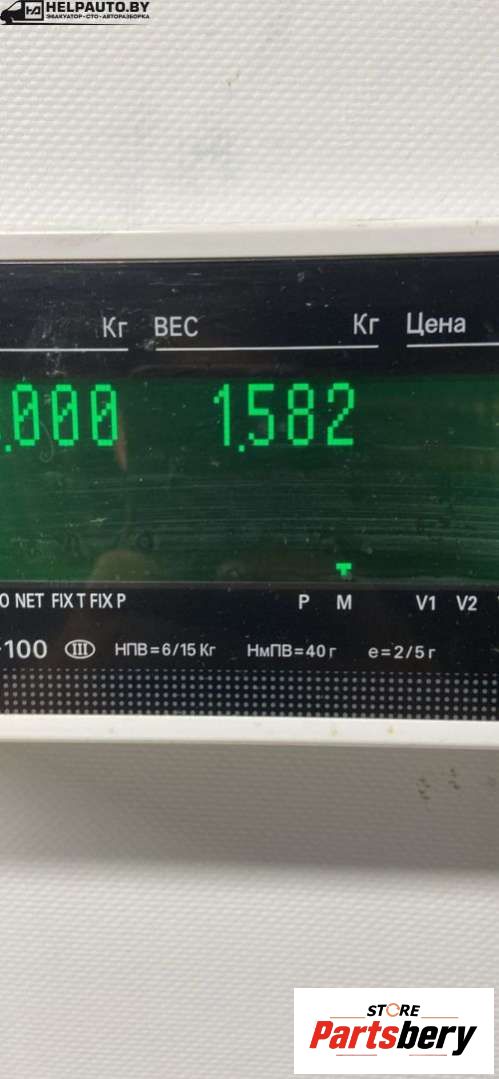 HELPAUTO.BY
ЭВАКУАТОР-СТО-АВТОРАЗБОРКА
Кг ВЕС Кг Цена
.000 1.582
O NET FIX T FIX P P M V1 V2
-100 III НПВ=6/15 Кг НмПВ=40 г е=2/5 г
STORE
Partsbery